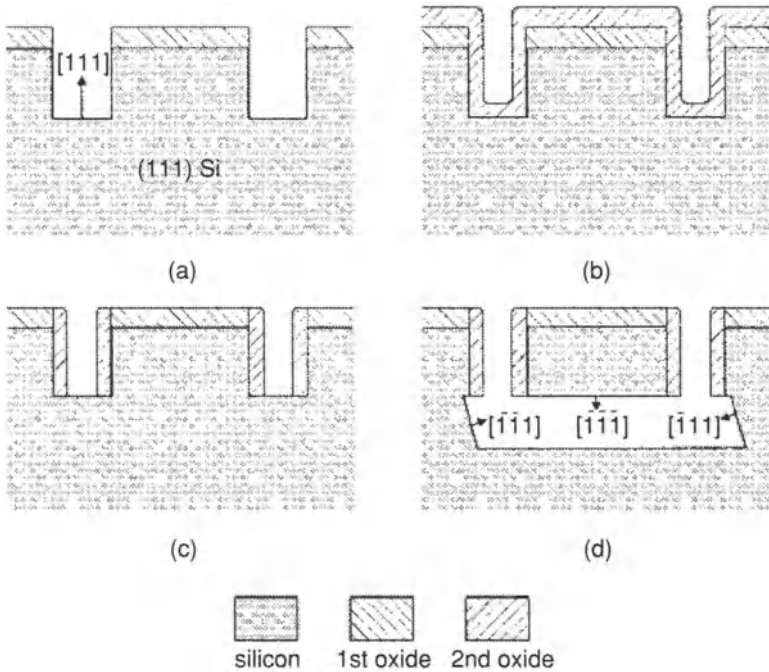 [111]
(111) Si
(a)
(b)
[1̄1̄1] [1̄1̄1̄] [1̄11]
(c)
(d)
silicon 1st oxide 2nd oxide